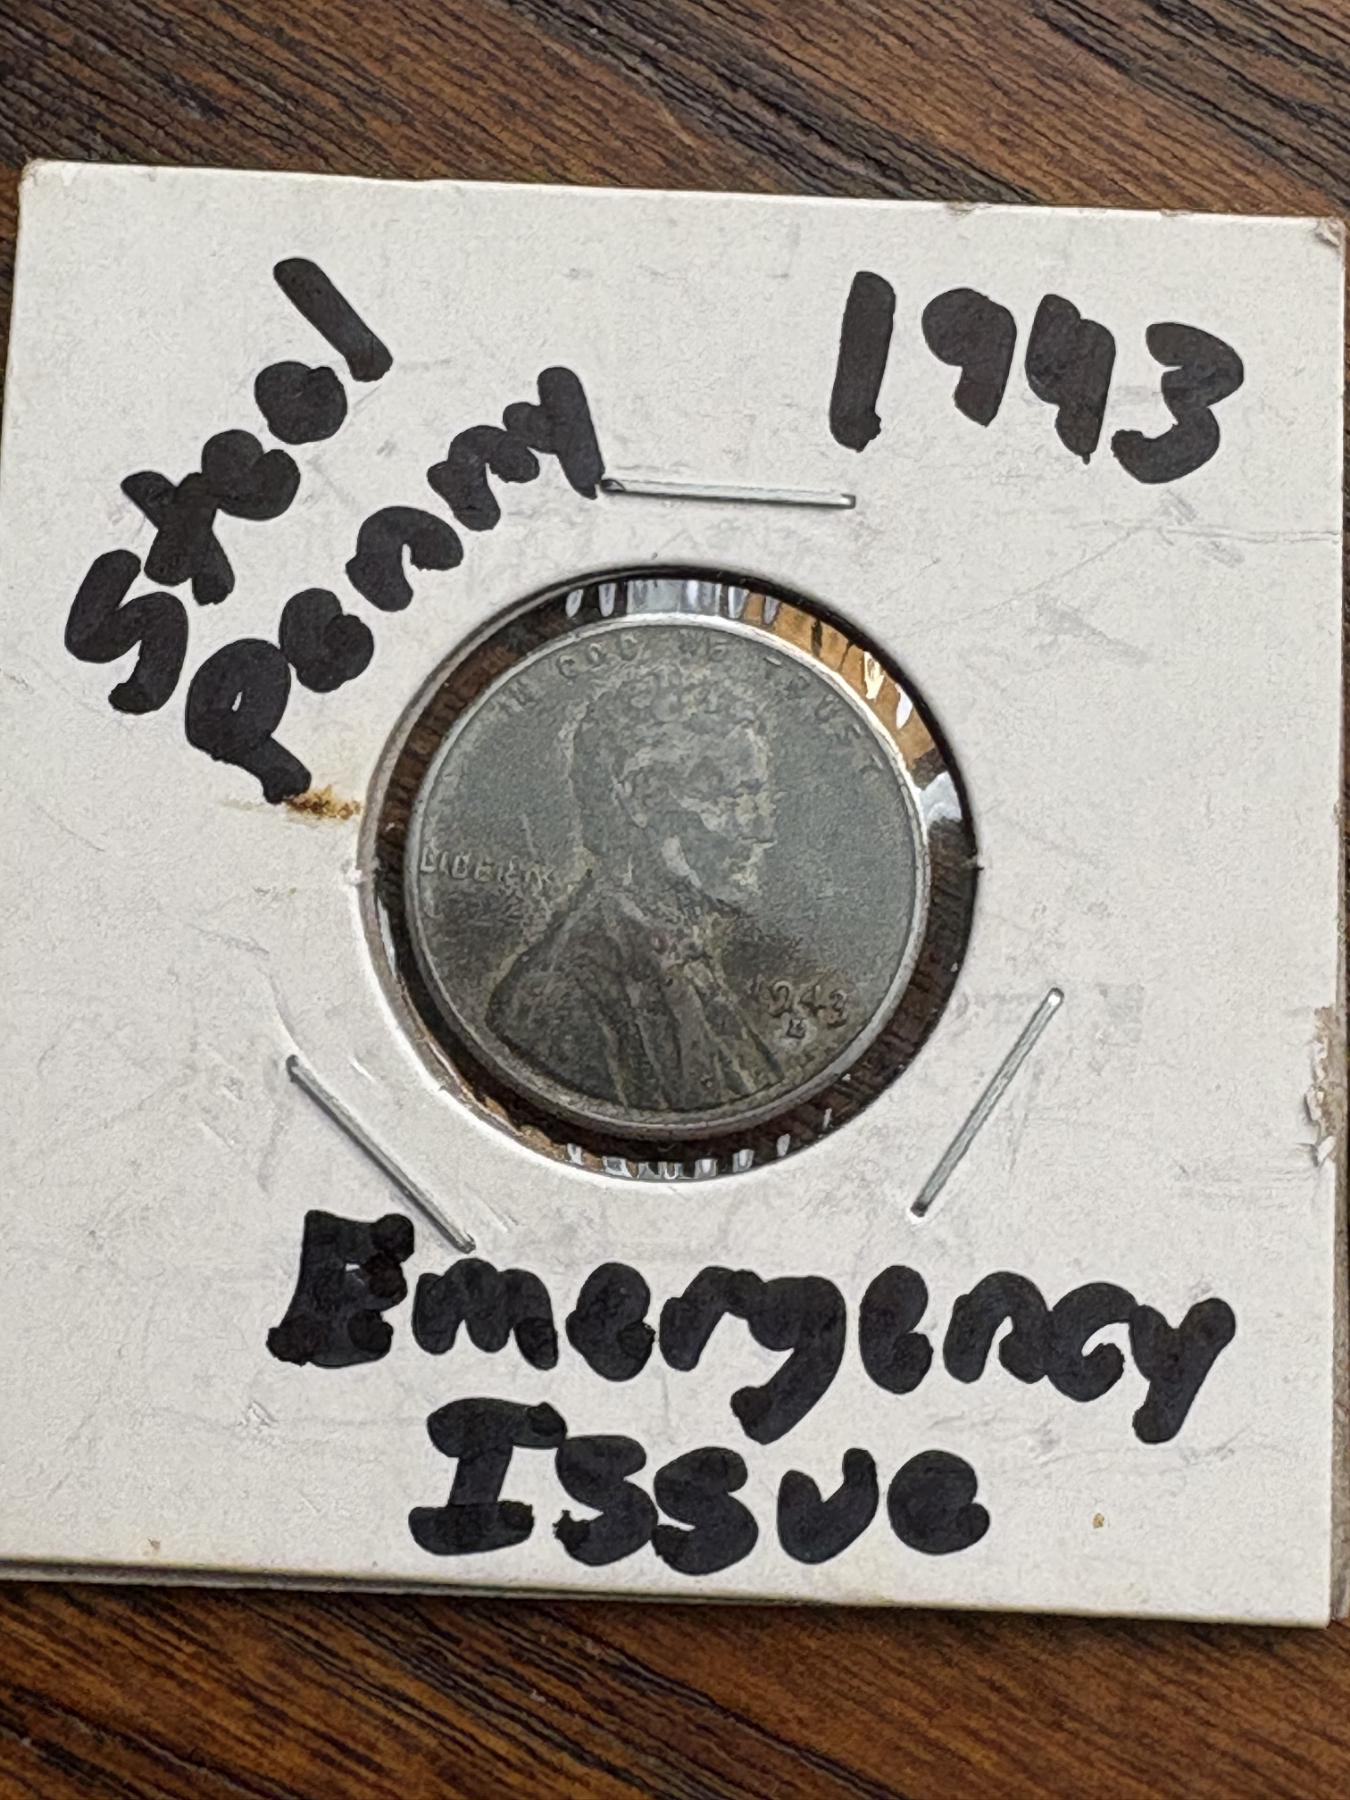 Steel
Penny
1943
IN GOD WE TRUST
LIBERTY
1943
Emergency
Issue